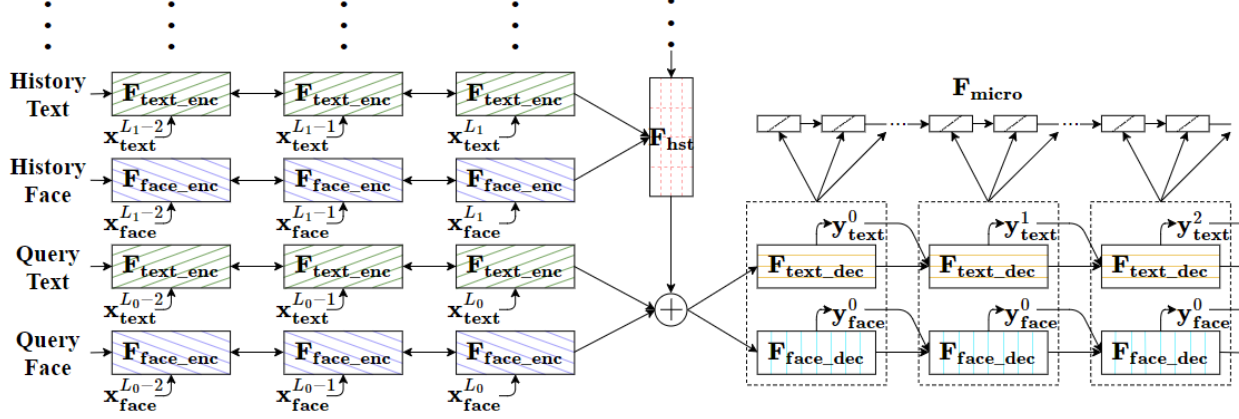 History Text F_text_enc F_text_enc F_text_enc
x_text^{L_1-2} x_text^{L_1-1} x_text^{L_1}
History Face F_face_enc F_face_enc F_face_enc
x_face^{L_1-2} x_face^{L_1-1} x_face^{L_1}
Query Text F_text_enc F_text_enc F_text_enc
x_text^{L_0-2} x_text^{L_0-1} x_text^{L_0}
Query Face F_face_enc F_face_enc F_face_enc
x_face^{L_0-2} x_face^{L_0-1} x_face^{L_0}
F_hst
+
F_micro
y_text^0 y_text^1 y_text^2
F_text_dec F_text_dec F_text_dec
y_face^0 y_face^0 y_face^0
F_face_dec F_face_dec F_face_dec